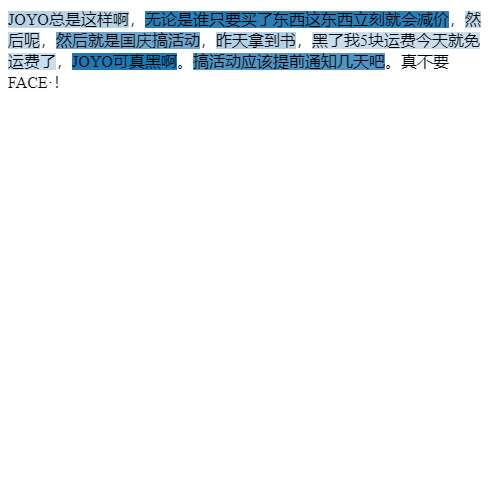 JOYO总是这样啊，无论是谁只要买了东西这东西立刻就会减价，然
后呢，然后就是国庆搞活动，昨天拿到书，黑了我5块运费今天就免
运费了，JOYO可真黑啊。搞活动应该提前通知几天吧。真不要
FACE·！